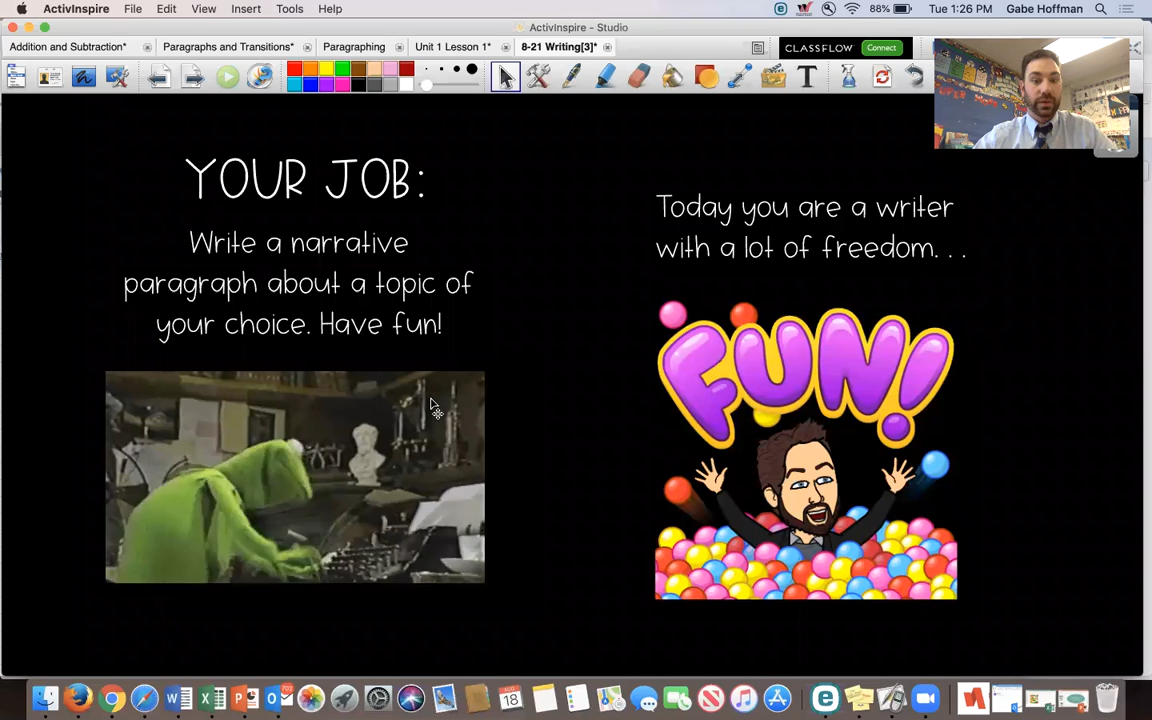 ActivInspire File Edit View Insert Tools Help 88% Tue 1:26 PM Gabe Hoffman
ActivInspire - Studio
Addition and Subtraction* Paragraphs and Transitions* Paragraphing Unit 1 Lesson 1* 8-21 Writing[3]* CLASSFLOW Connect
YOUR JOB:
Write a narrative
paragraph about a topic of
your choice. Have fun!
Today you are a writer
with a lot of freedom. . .
FUN!
AUG
18